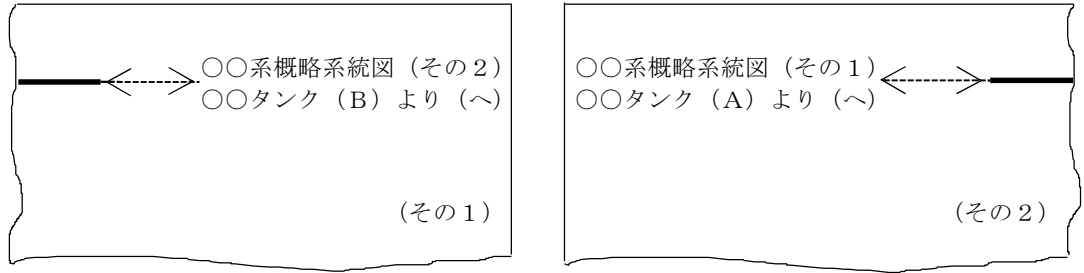 ○○系概略系統図（その２）
○○タンク（Ｂ）より（へ）
（その１）
○○系概略系統図（その１）
○○タンク（Ａ）より（へ）
（その２）